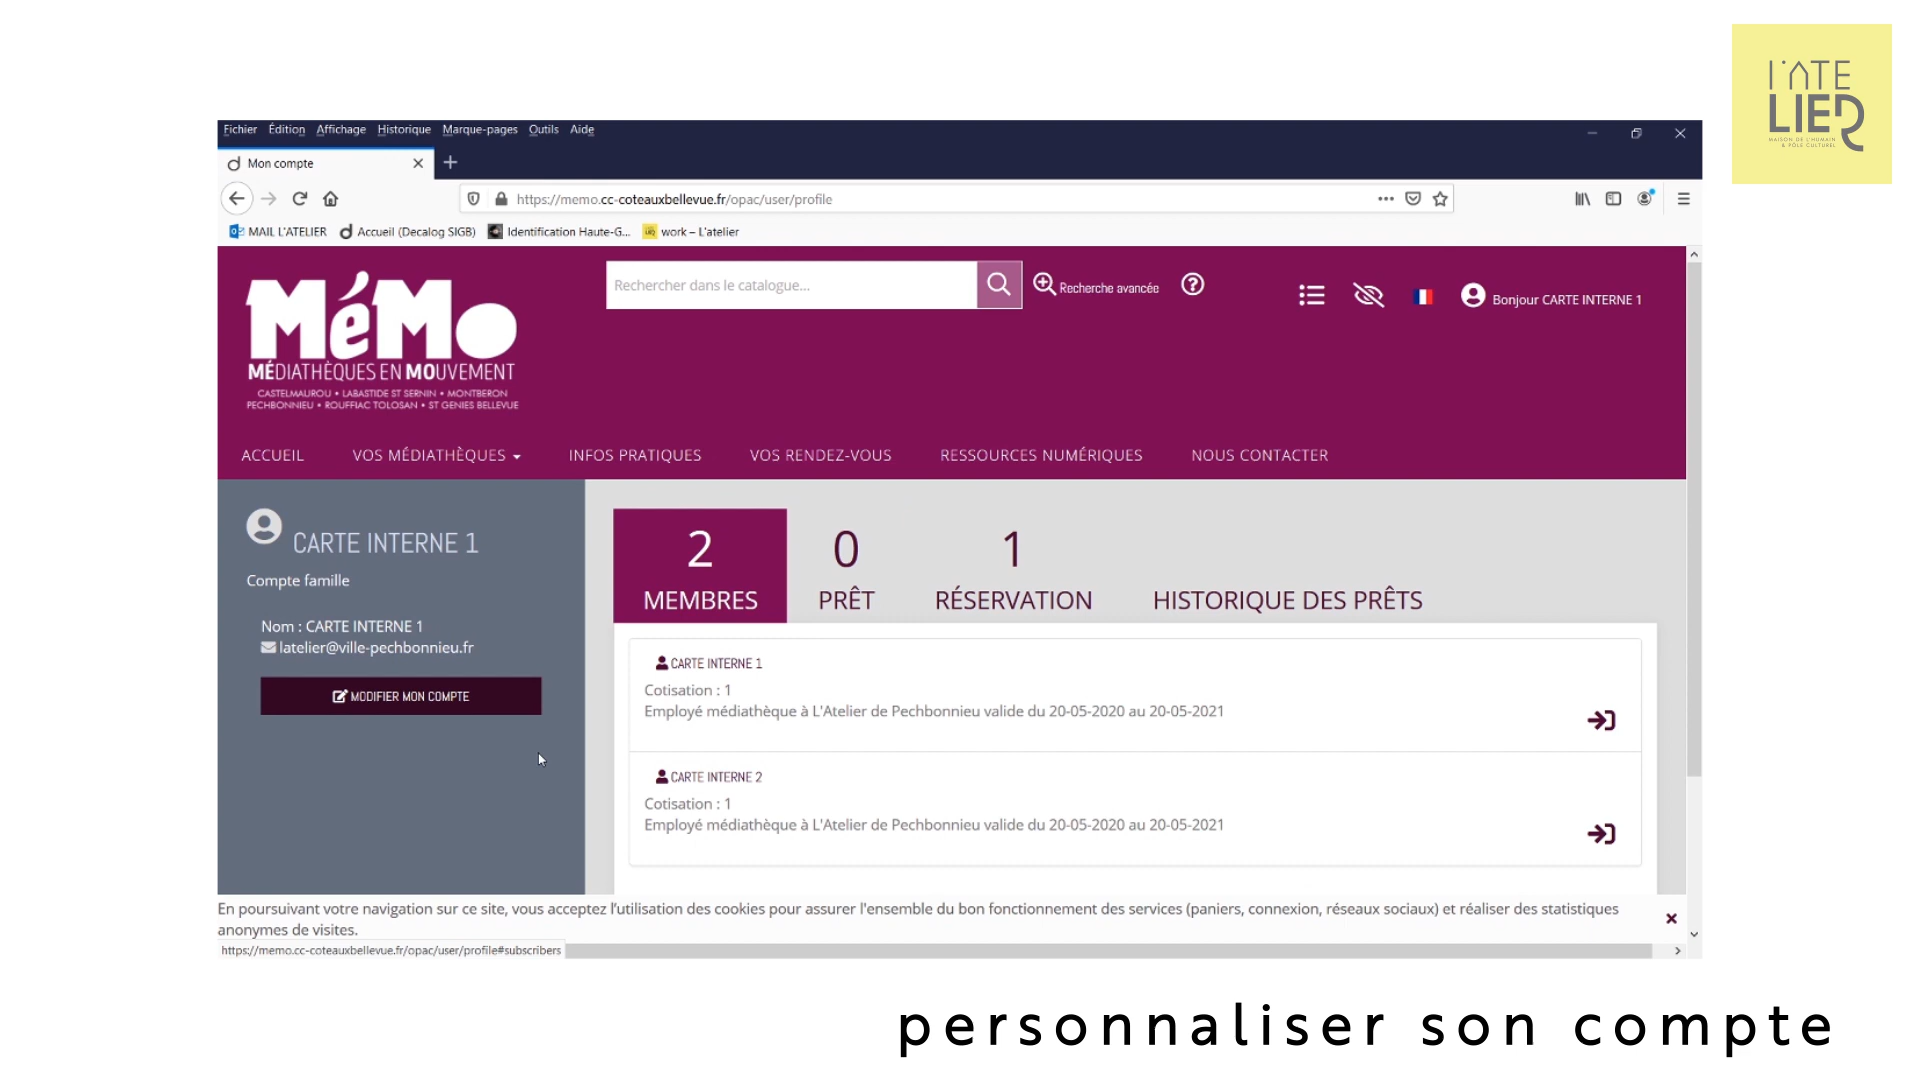 l'ATE
LIER
MAISON DE L'HUMAIN
& PÔLE CULTUREL
Fichier Édition Affichage Historique Marque-pages Outils Aide
Mon compte
https://memo.cc-coteauxbellevue.fr/opac/user/profile
MAIL L'ATELIER Accueil (Decalog SIGB) Identification Haute-G... work – L'atelier
MéMo
MÉDIATHÈQUES EN MOUVEMENT
CASTELMAUROU • LABASTIDE ST SERNIN • MONTBERON
PECHBONNIEU • ROUFFIAC TOLOSAN • ST GENIES BELLEVUE
Rechercher dans le catalogue...
Recherche avancée
Bonjour CARTE INTERNE 1
ACCUEIL VOS MÉDIATHÈQUES INFOS PRATIQUES VOS RENDEZ-VOUS RESSOURCES NUMÉRIQUES NOUS CONTACTER
CARTE INTERNE 1
Compte famille
Nom : CARTE INTERNE 1
latelier@ville-pechbonnieu.fr
MODIFIER MON COMPTE
2 0 1
MEMBRES PRÊT RÉSERVATION HISTORIQUE DES PRÊTS
CARTE INTERNE 1
Cotisation : 1
Employé médiathèque à L'Atelier de Pechbonnieu valide du 20-05-2020 au 20-05-2021
CARTE INTERNE 2
Cotisation : 1
Employé médiathèque à L'Atelier de Pechbonnieu valide du 20-05-2020 au 20-05-2021
En poursuivant votre navigation sur ce site, vous acceptez l'utilisation des cookies pour assurer l'ensemble du bon fonctionnement des services (paniers, connexion, réseaux sociaux) et réaliser des statistiques
anonymes de visites.
https://memo.cc-coteauxbellevue.fr/opac/user/profile#subscribers
personnaliser son compte